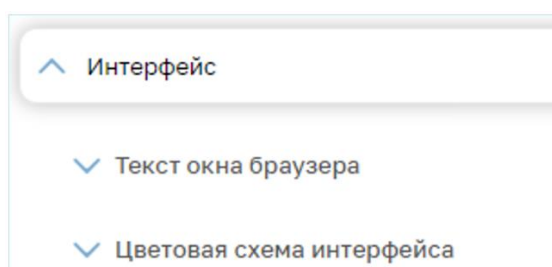 Интерфейс
Текст окна браузера
Цветовая схема интерфейса